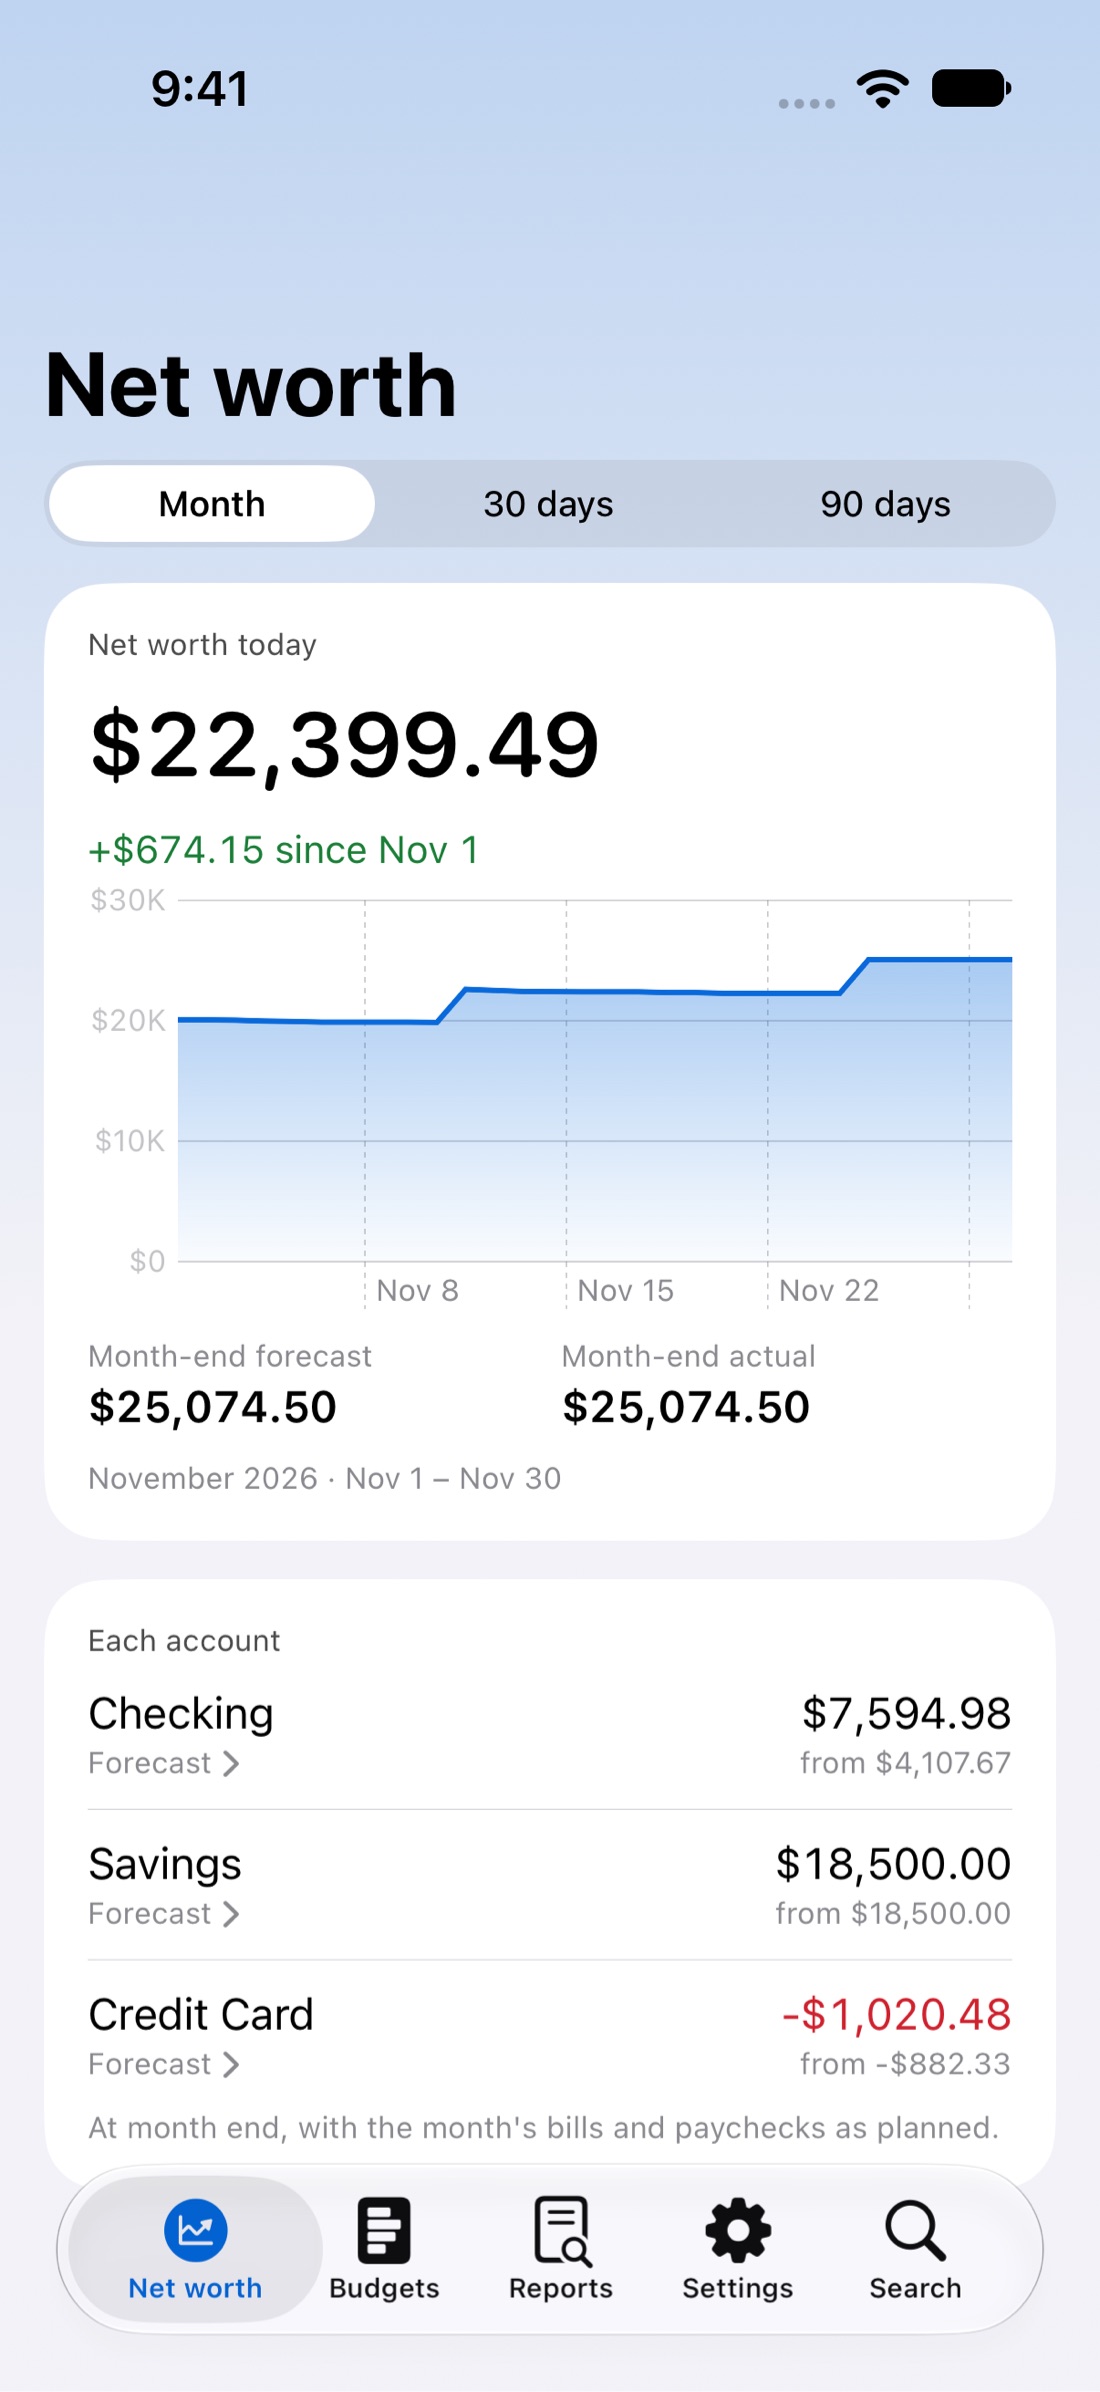 9:41
Net worth
Month
30 days
90 days
Net worth today
$22,399.49
+$674.15 since Nov 1
$30K
$20K
$10K
$0
Nov 8
Nov 15
Nov 22
Month-end forecast
Month-end actual
$25,074.50
$25,074.50
November 2026 · Nov 1 – Nov 30
Each account
Checking
$7,594.98
Forecast
from $4,107.67
Savings
$18,500.00
Forecast
from $18,500.00
Credit Card
-$1,020.48
Forecast
from -$882.33
At month end, with the month's bills and paychecks as planned.
Net worth
Budgets
Reports
Settings
Search